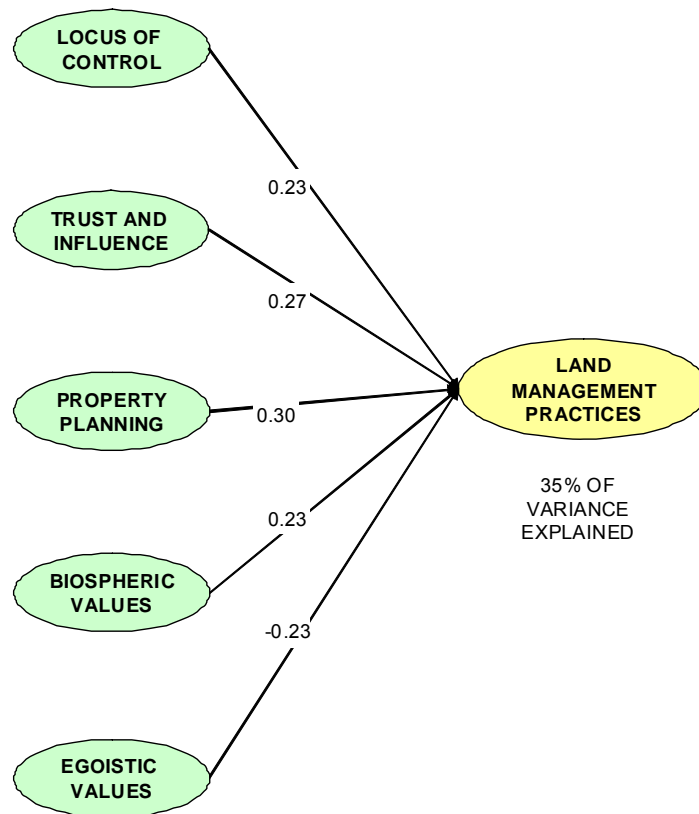 LOCUS OF
CONTROL
0.23
TRUST AND
INFLUENCE
0.27
PROPERTY
PLANNING
0.30
LAND
MANAGEMENT
PRACTICES
35% OF
VARIANCE
EXPLAINED
0.23
BIOSPHERIC
VALUES
-0.23
EGOISTIC
VALUES